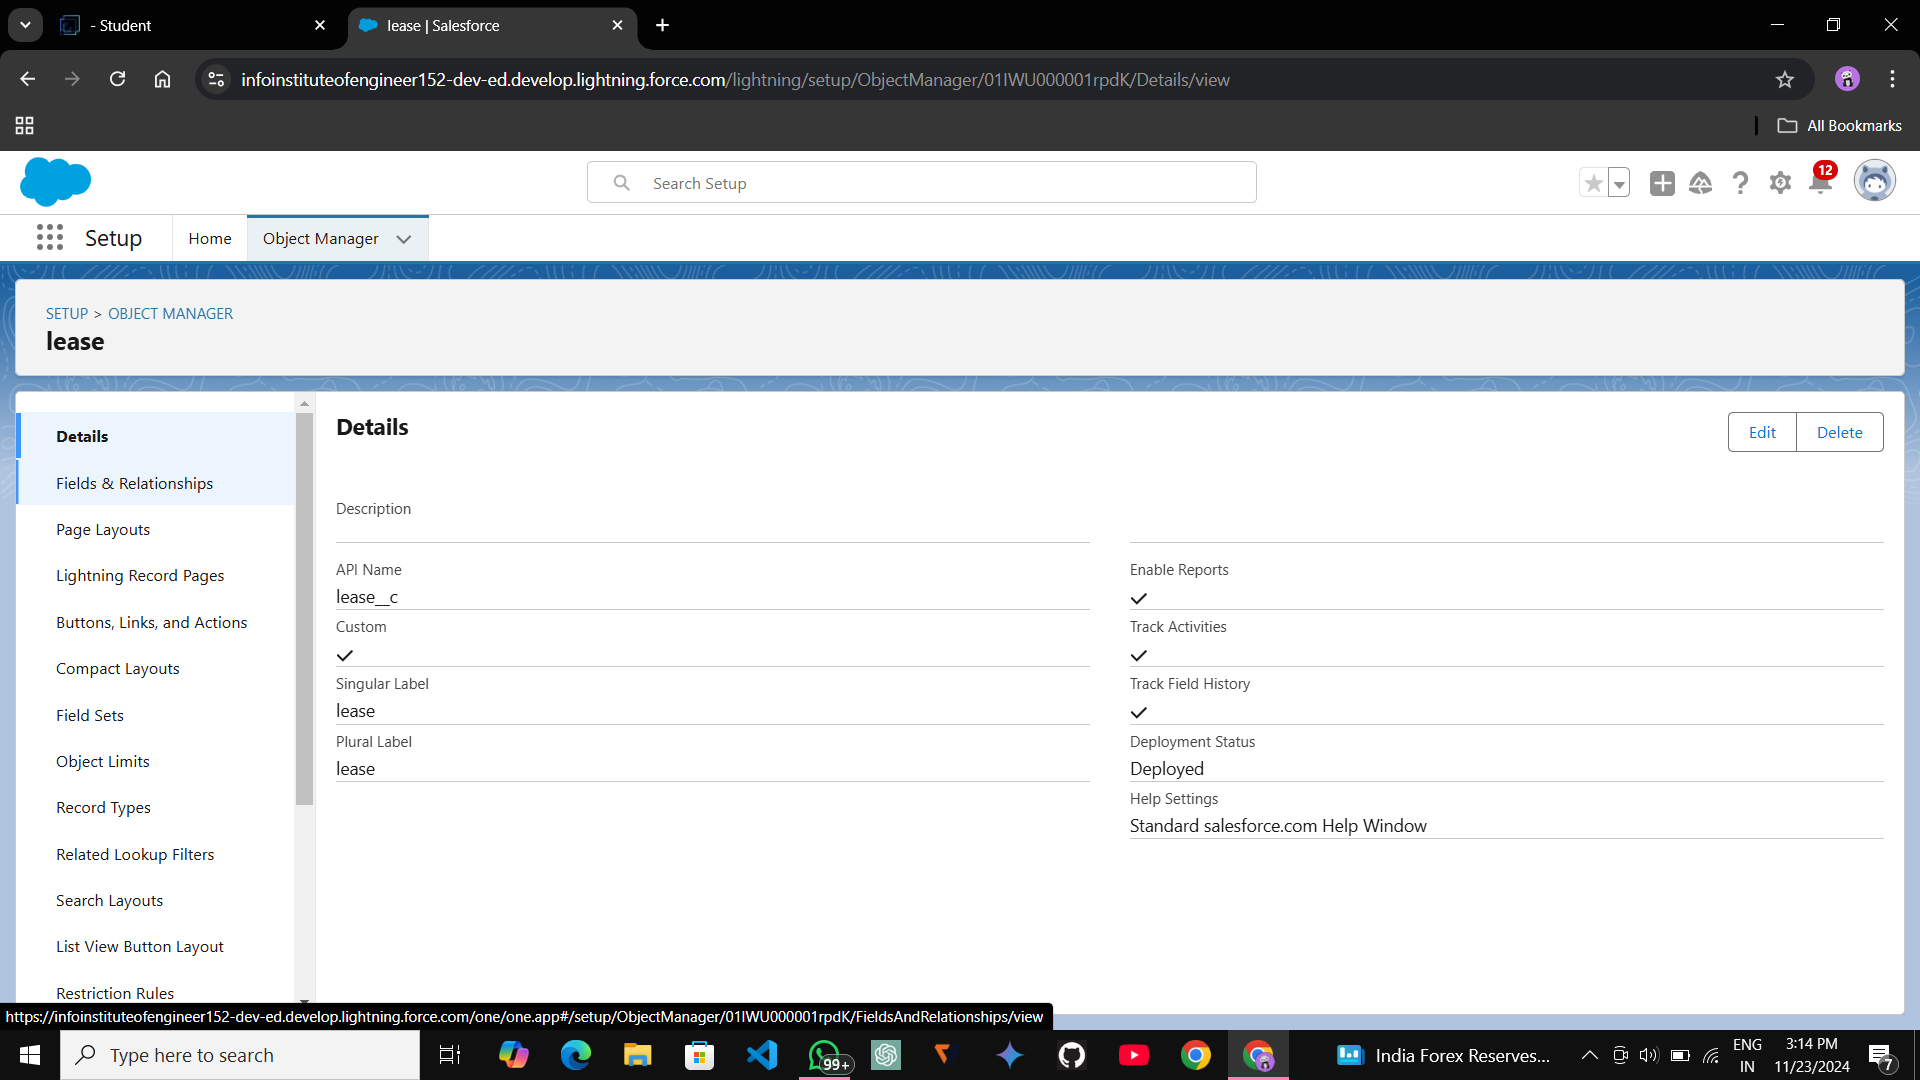 - Student
lease | Salesforce
infoinstituteofengineer152-dev-ed.develop.lightning.force.com/lightning/setup/ObjectManager/01IWU000001rpdK/Details/view
All Bookmarks
Search Setup
12
Setup
Home
Object Manager
SETUP > OBJECT MANAGER
lease
Details
Fields & Relationships
Page Layouts
Lightning Record Pages
Buttons, Links, and Actions
Compact Layouts
Field Sets
Object Limits
Record Types
Related Lookup Filters
Search Layouts
List View Button Layout
Restriction Rules
Details
Edit
Delete
Description
API Name
lease__c
Custom
Singular Label
lease
Plural Label
lease
Enable Reports
Track Activities
Track Field History
Deployment Status
Deployed
Help Settings
Standard salesforce.com Help Window
https://infoinstituteofengineer152-dev-ed.develop.lightning.force.com/one/one.app#/setup/ObjectManager/01IWU000001rpdK/FieldsAndRelationships/view
Type here to search
99+
India Forex Reserves...
ENG
IN
3:14 PM
11/23/2024
7